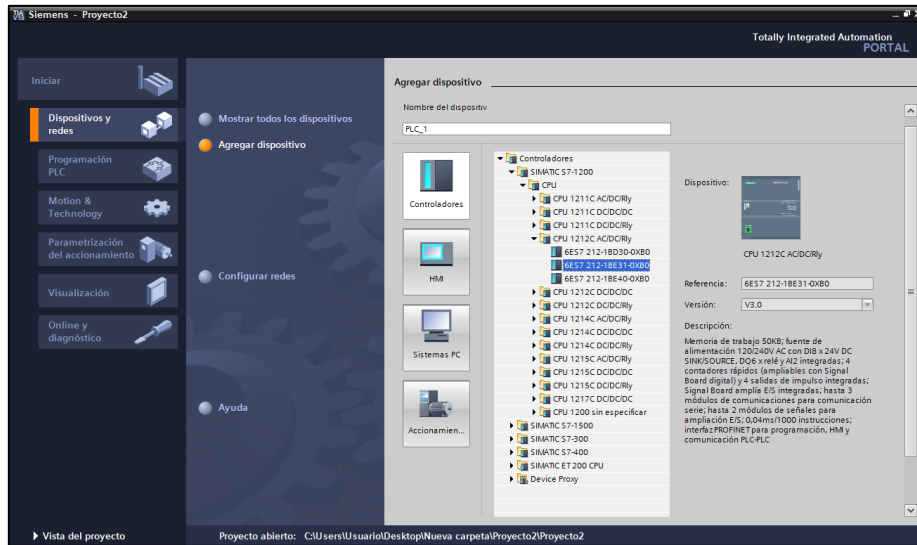 Siemens - Proyecto2
Totally Integrated Automation
PORTAL
Iniciar
Dispositivos y
redes
Programación
PLC
Motion &
Technology
Parametrización
del accionamiento
Visualización
Online y
diagnóstico
Mostrar todos los dispositivos
Agregar dispositivo
Configurar redes
Ayuda
Agregar dispositivo
Nombre del dispositiv
PLC_1
Controladores
HMI
Sistemas PC
Accionamien...
Controladores
SIMATIC S7-1200
CPU
CPU 1211C AC/DC/Rly
CPU 1211C DC/DC/DC
CPU 1211C DC/DC/Rly
CPU 1212C AC/DC/Rly
6ES7 212-1BD30-0XB0
6ES7 212-1BE31-0XB0
6ES7 212-1BE40-0XB0
CPU 1212C DC/DC/DC
CPU 1212C DC/DC/Rly
CPU 1214C AC/DC/Rly
CPU 1214C DC/DC/DC
CPU 1214C DC/DC/Rly
CPU 1215C AC/DC/Rly
CPU 1215C DC/DC/DC
CPU 1215C DC/DC/Rly
CPU 1217C DC/DC/DC
CPU 1200 sin especificar
SIMATIC S7-1500
SIMATIC S7-300
SIMATIC S7-400
SIMATIC ET 200 CPU
Device Proxy
Dispositivo:
CPU 1212C AC/DC/Rly
Referencia: 6ES7 212-1BE31-0XB0
Versión: V3.0
Descripción:
Memoria de trabajo 50KB; fuente de
alimentación 120/240V AC con DI8 x 24V DC
SINK/SOURCE, DQ6 x relé y AI2 integradas; 4
contadores rápidos (ampliables con Signal
Board digital) y 4 salidas de impulso integradas;
Signal Board amplía E/S integradas; hasta 3
módulos de comunicaciones para comunicación
serie; hasta 2 módulos de señales para
ampliación E/S; 0,04ms/1000 instrucciones;
interfaz PROFINET para programación, HMI y
comunicación PLC-PLC
Vista del proyecto
Proyecto abierto: C:\Users\Usuario\Desktop\Nueva carpeta\Proyecto2\Proyecto2